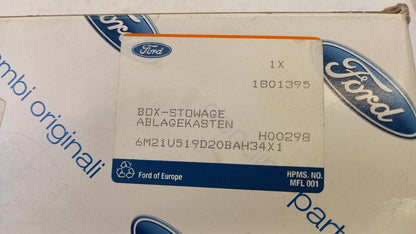 Ford
1X
1801395
BOX-STOWAGE
ABLAGEKASTEN
H00298
6M21U519D20BAH34X1
Ford of Europe
HPMS. NO.
MFL 001
mbi originali
Ford
Ford
part